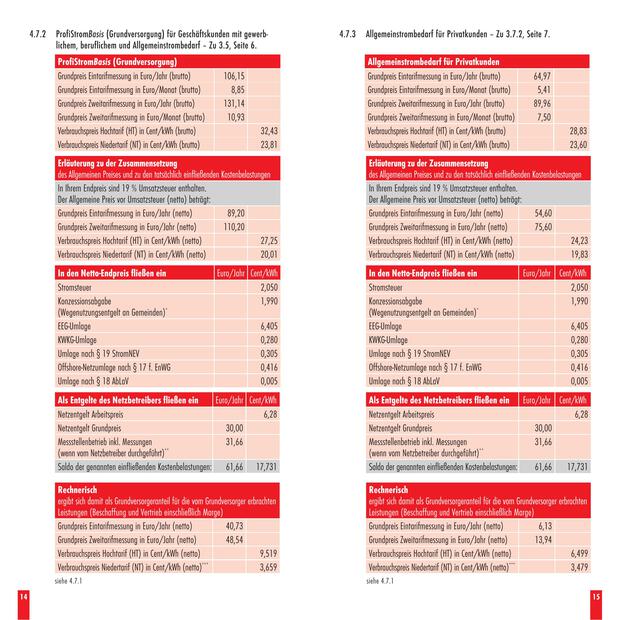 4.7.2 ProfiStromBasis (Grundversorgung) für Geschäftskunden mit gewerb-
lichem, beruflichem und Allgemeinstrombedarf – Zu 3.5, Seite 6.
ProfiStromBasis (Grundversorgung)
Grundpreis Eintarifmessung in Euro/Jahr (brutto) 106,15
Grundpreis Eintarifmessung in Euro/Monat (brutto) 8,85
Grundpreis Zweitarifmessung in Euro/Jahr (brutto) 131,14
Grundpreis Zweitarifmessung in Euro/Monat (brutto) 10,93
Verbrauchspreis Hochtarif (HT) in Cent/kWh (brutto) 32,43
Verbrauchspreis Niedertarif (NT) in Cent/kWh (brutto) 23,81
Erläuterung zu der Zusammensetzung
des Allgemeinen Preises und zu den tatsächlich einfließenden Kostenbelastungen
In Ihrem Endpreis sind 19 % Umsatzsteuer enthalten.
Der Allgemeine Preis vor Umsatzsteuer (netto) beträgt:
Grundpreis Eintarifmessung in Euro/Jahr (netto) 89,20
Grundpreis Zweitarifmessung in Euro/Jahr (netto) 110,20
Verbrauchspreis Hochtarif (HT) in Cent/kWh (netto) 27,25
Verbrauchspreis Niedertarif (NT) in Cent/kWh (netto) 20,01
In den Netto-Endpreis fließen ein Euro/Jahr Cent/kWh
Stromsteuer 2,050
Konzessionsabgabe 1,990
(Wegenutzungsentgelt an Gemeinden)*
EEG-Umlage 6,405
KWKG-Umlage 0,280
Umlage nach § 19 StromNEV 0,305
Offshore-Netzumlage nach § 17 f. EnWG 0,416
Umlage nach § 18 AbLaV 0,005
Als Entgelte des Netzbetreibers fließen ein Euro/Jahr Cent/kWh
Netzentgelt Arbeitspreis 6,28
Netzentgelt Grundpreis 30,00
Messstellenbetrieb inkl. Messungen 31,66
(wenn vom Netzbetreiber durchgeführt)**
Saldo der genannten einfließenden Kostenbelastungen: 61,66 17,731
Rechnerisch
ergibt sich damit als Grundversorgeranteil für die vom Grundversorger erbrachten
Leistungen (Beschaffung und Vertrieb einschließlich Marge)
Grundpreis Eintarifmessung in Euro/Jahr (netto) 40,73
Grundpreis Zweitarifmessung in Euro/Jahr (netto) 48,54
Verbrauchspreis Hochtarif (HT) in Cent/kWh (netto) 9,519
Verbrauchspreis Niedertarif (NT) in Cent/kWh (netto)*** 3,659
siehe 4.7.1
14
4.7.3 Allgemeinstrombedarf für Privatkunden – Zu 3.7.2, Seite 7.
Allgemeinstrombedarf für Privatkunden
Grundpreis Eintarifmessung in Euro/Jahr (brutto) 64,97
Grundpreis Eintarifmessung in Euro/Monat (brutto) 5,41
Grundpreis Zweitarifmessung in Euro/Jahr (brutto) 89,96
Grundpreis Zweitarifmessung in Euro/Monat (brutto) 7,50
Verbrauchspreis Hochtarif (HT) in Cent/kWh (brutto) 28,83
Verbrauchspreis Niedertarif (NT) in Cent/kWh (brutto) 23,60
Erläuterung zu der Zusammensetzung
des Allgemeinen Preises und zu den tatsächlich einfließenden Kostenbelastungen
In Ihrem Endpreis sind 19 % Umsatzsteuer enthalten.
Der Allgemeine Preis vor Umsatzsteuer (netto) beträgt:
Grundpreis Eintarifmessung in Euro/Jahr (netto) 54,60
Grundpreis Zweitarifmessung in Euro/Jahr (netto) 75,60
Verbrauchspreis Hochtarif (HT) in Cent/kWh (netto) 24,23
Verbrauchspreis Niedertarif (NT) in Cent/kWh (netto) 19,83
In den Netto-Endpreis fließen ein Euro/Jahr Cent/kWh
Stromsteuer 2,050
Konzessionsabgabe 1,990
(Wegenutzungsentgelt an Gemeinden)*
EEG-Umlage 6,405
KWKG-Umlage 0,280
Umlage nach § 19 StromNEV 0,305
Offshore-Netzumlage nach § 17 f. EnWG 0,416
Umlage nach § 18 AbLaV 0,005
Als Entgelte des Netzbetreibers fließen ein Euro/Jahr Cent/kWh
Netzentgelt Arbeitspreis 6,28
Netzentgelt Grundpreis 30,00
Messstellenbetrieb inkl. Messungen 31,66
(wenn vom Netzbetreiber durchgeführt)**
Saldo der genannten einfließenden Kostenbelastungen: 61,66 17,731
Rechnerisch
ergibt sich damit als Grundversorgeranteil für die vom Grundversorger erbrachten
Leistungen (Beschaffung und Vertrieb einschließlich Marge)
Grundpreis Eintarifmessung in Euro/Jahr (netto) 6,13
Grundpreis Zweitarifmessung in Euro/Jahr (netto) 13,94
Verbrauchspreis Hochtarif (HT) in Cent/kWh (netto) 6,499
Verbrauchspreis Niedertarif (NT) in Cent/kWh (netto)*** 3,479
siehe 4.7.1
15